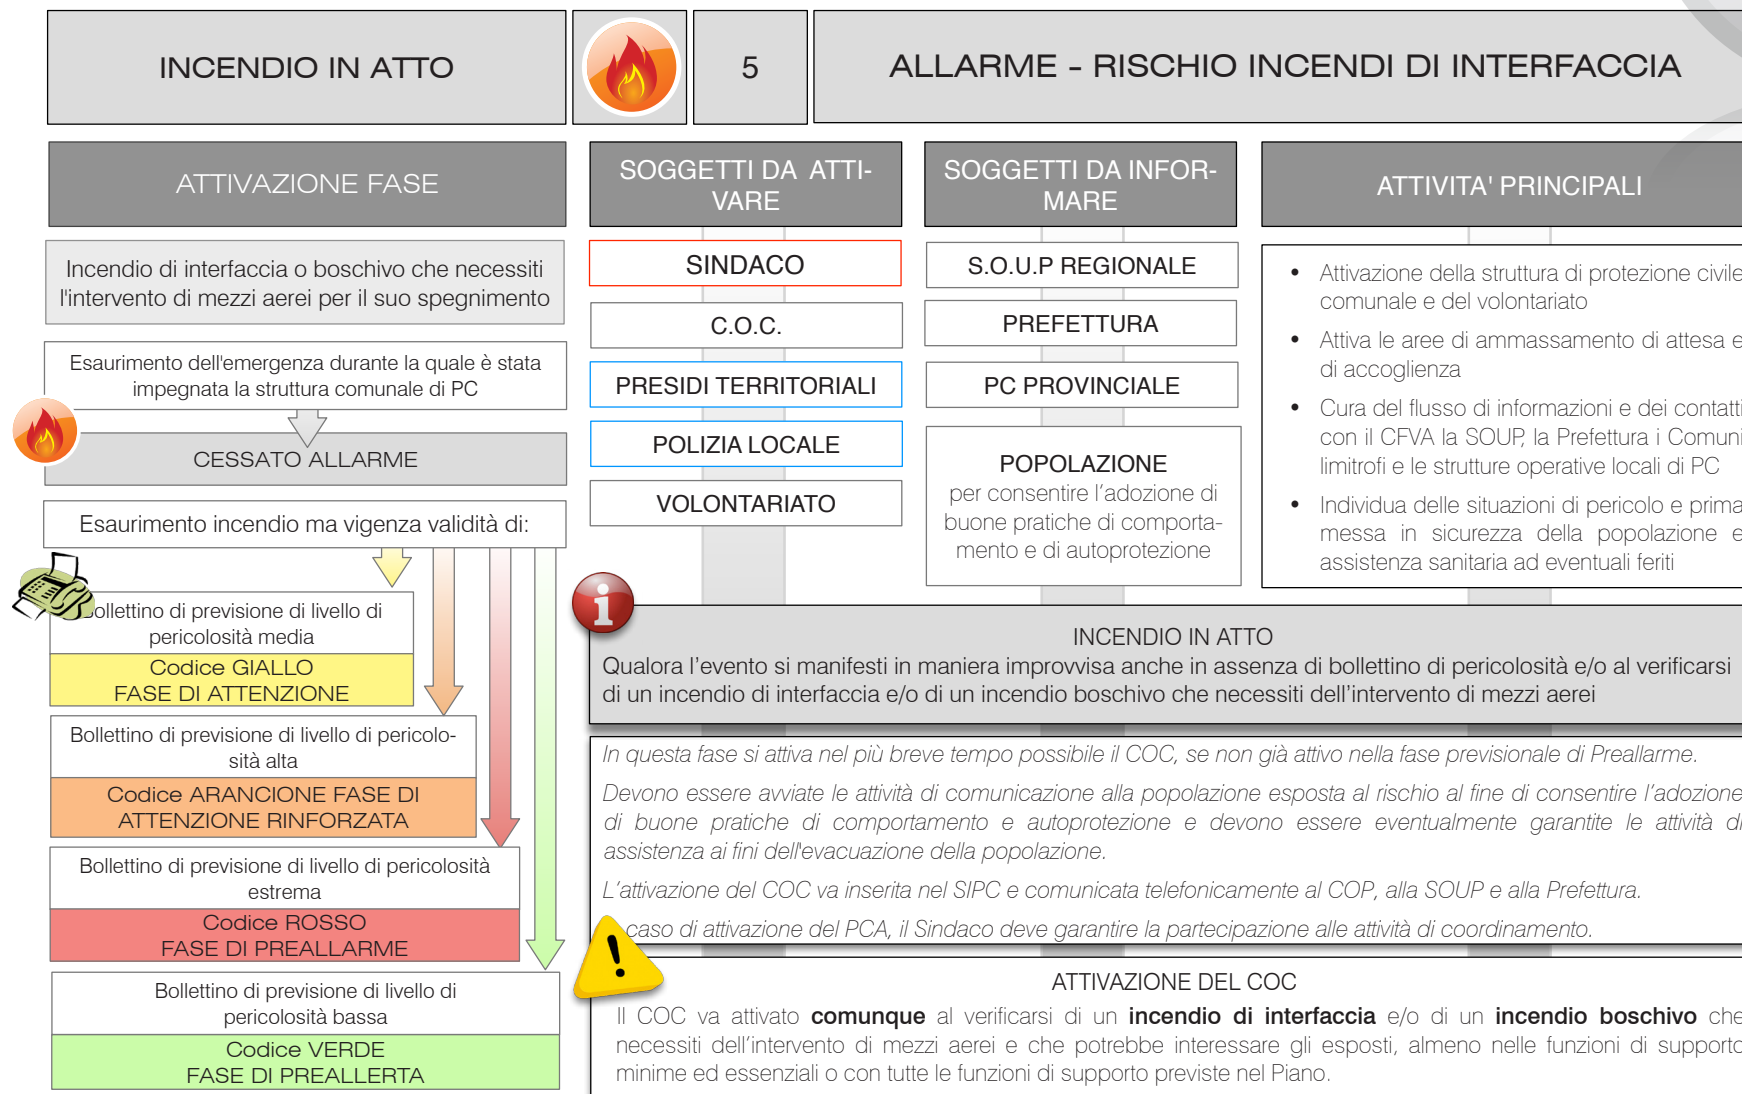 INCENDIO IN ATTO
5
ALLARME - RISCHIO INCENDI DI INTERFACCIA
ATTIVAZIONE FASE
Incendio di interfaccia o boschivo che necessiti
l'intervento di mezzi aerei per il suo spegnimento
Esaurimento dell'emergenza durante la quale è stata
impegnata la struttura comunale di PC
CESSATO ALLARME
Esaurimento incendio ma vigenza validità di:
ollettino di previsione di livello di
pericolosità media
Codice GIALLO
FASE DI ATTENZIONE
Bollettino di previsione di livello di pericolo-
sità alta
Codice ARANCIONE FASE DI
ATTENZIONE RINFORZATA
Bollettino di previsione di livello di pericolosità
estrema
Codice ROSSO
FASE DI PREALLARME
Bollettino di previsione di livello di
pericolosità bassa
Codice VERDE
FASE DI PREALLERTA
SOGGETTI DA ATTI-
VARE
SINDACO
C.O.C.
PRESIDI TERRITORIALI
POLIZIA LOCALE
VOLONTARIATO
SOGGETTI DA INFOR-
MARE
S.O.U.P REGIONALE
PREFETTURA
PC PROVINCIALE
POPOLAZIONE
per consentire l'adozione di
buone pratiche di comporta-
mento e di autoprotezione
ATTIVITA' PRINCIPALI
• Attivazione della struttura di protezione civile
comunale e del volontariato
• Attiva le aree di ammassamento di attesa e
di accoglienza
• Cura del flusso di informazioni e dei contatti
con il CFVA la SOUP, la Prefettura i Comuni
limitrofi e le strutture operative locali di PC
• Individua delle situazioni di pericolo e prima
messa in sicurezza della popolazione e
assistenza sanitaria ad eventuali feriti
INCENDIO IN ATTO
Qualora l'evento si manifesti in maniera improvvisa anche in assenza di bollettino di pericolosità e/o al verificarsi
di un incendio di interfaccia e/o di un incendio boschivo che necessiti dell'intervento di mezzi aerei
In questa fase si attiva nel più breve tempo possibile il COC, se non già attivo nella fase previsionale di Preallarme.
Devono essere avviate le attività di comunicazione alla popolazione esposta al rischio al fine di consentire l'adozione
di buone pratiche di comportamento e autoprotezione e devono essere eventualmente garantite le attività di
assistenza ai fini dell'evacuazione della popolazione.
L'attivazione del COC va inserita nel SIPC e comunicata telefonicamente al COP, alla SOUP e alla Prefettura.
caso di attivazione del PCA, il Sindaco deve garantire la partecipazione alle attività di coordinamento.
ATTIVAZIONE DEL COC
Il COC va attivato comunque al verificarsi di un incendio di interfaccia e/o di un incendio boschivo che
necessiti dell'intervento di mezzi aerei e che potrebbe interessare gli esposti, almeno nelle funzioni di supporto
minime ed essenziali o con tutte le funzioni di supporto previste nel Piano.